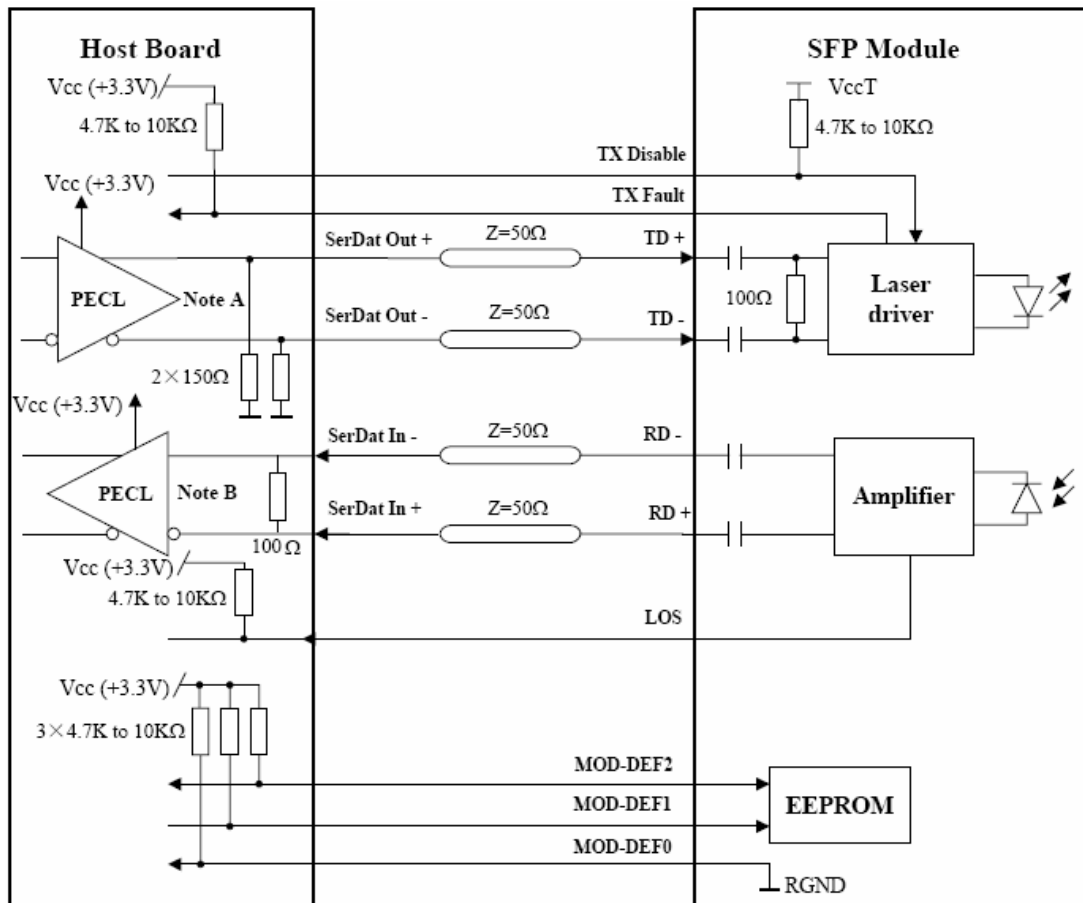 Host Board
SFP Module
Vcc (+3.3V)
VccT
4.7K to 10KΩ
4.7K to 10KΩ
TX Disable
Vcc (+3.3V)
TX Fault
SerDat Out +
Z=50Ω
TD +
PECL
Note A
100Ω
Laser
driver
SerDat Out -
Z=50Ω
TD -
2×150Ω
Vcc (+3.3V)
SerDat In -
Z=50Ω
RD -
PECL
Note B
Amplifier
SerDat In +
Z=50Ω
RD +
100Ω
Vcc (+3.3V)
4.7K to 10KΩ
LOS
Vcc (+3.3V)
3×4.7K to 10KΩ
MOD-DEF2
MOD-DEF1
EEPROM
MOD-DEF0
RGND